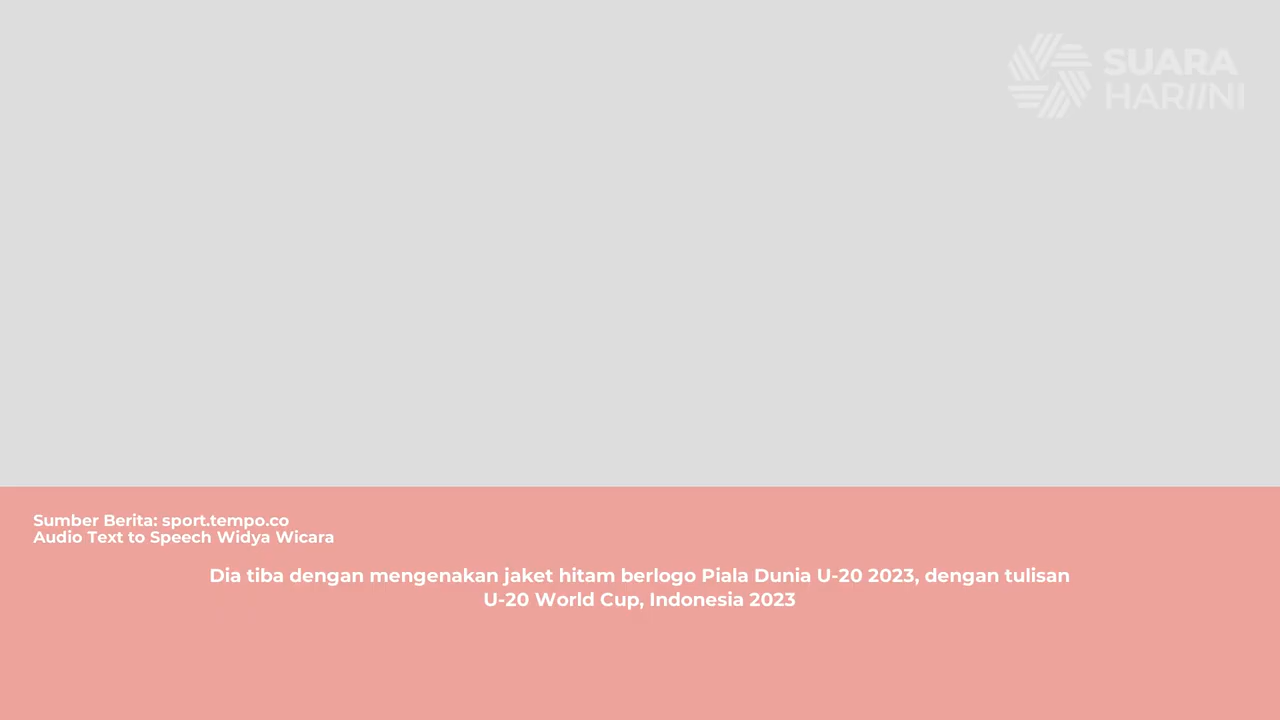 SUARA
HARIINI
Sumber Berita: sport.tempo.co
Audio Text to Speech Widya Wicara
Dia tiba dengan mengenakan jaket hitam berlogo Piala Dunia U-20 2023, dengan tulisan
U-20 World Cup, Indonesia 2023